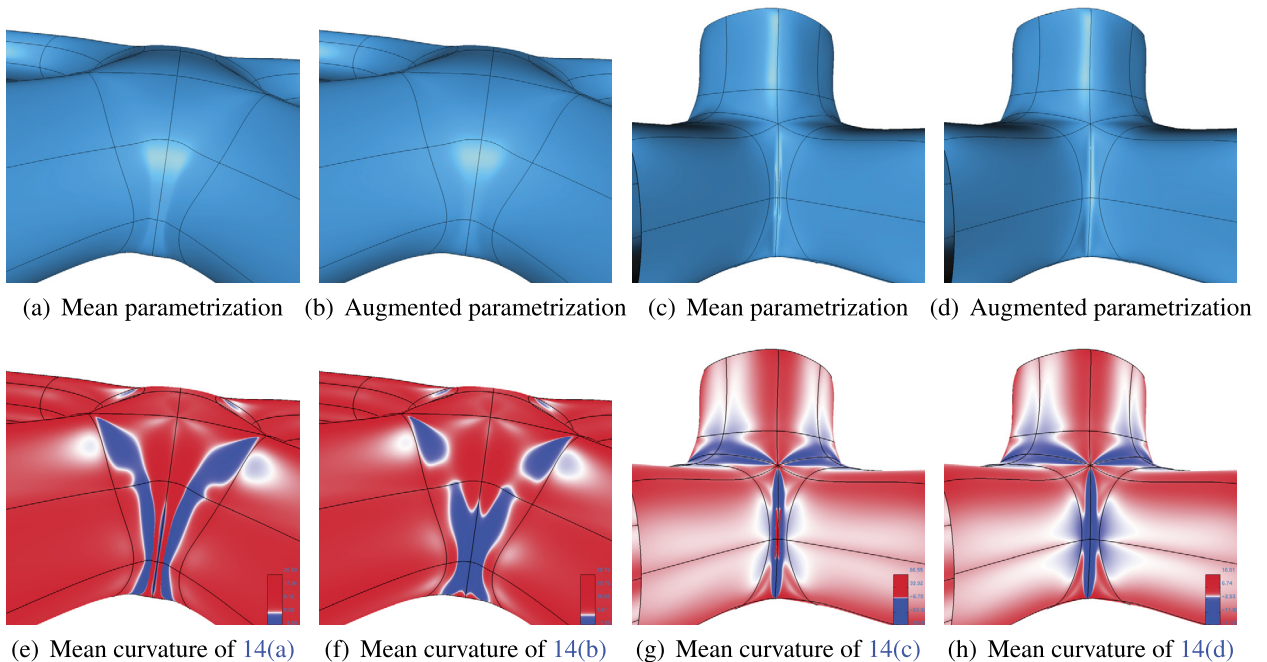 (a) Mean parametrization
(b) Augmented parametrization
(c) Mean parametrization
(d) Augmented parametrization
(e) Mean curvature of 14(a)
(f) Mean curvature of 14(b)
(g) Mean curvature of 14(c)
(h) Mean curvature of 14(d)